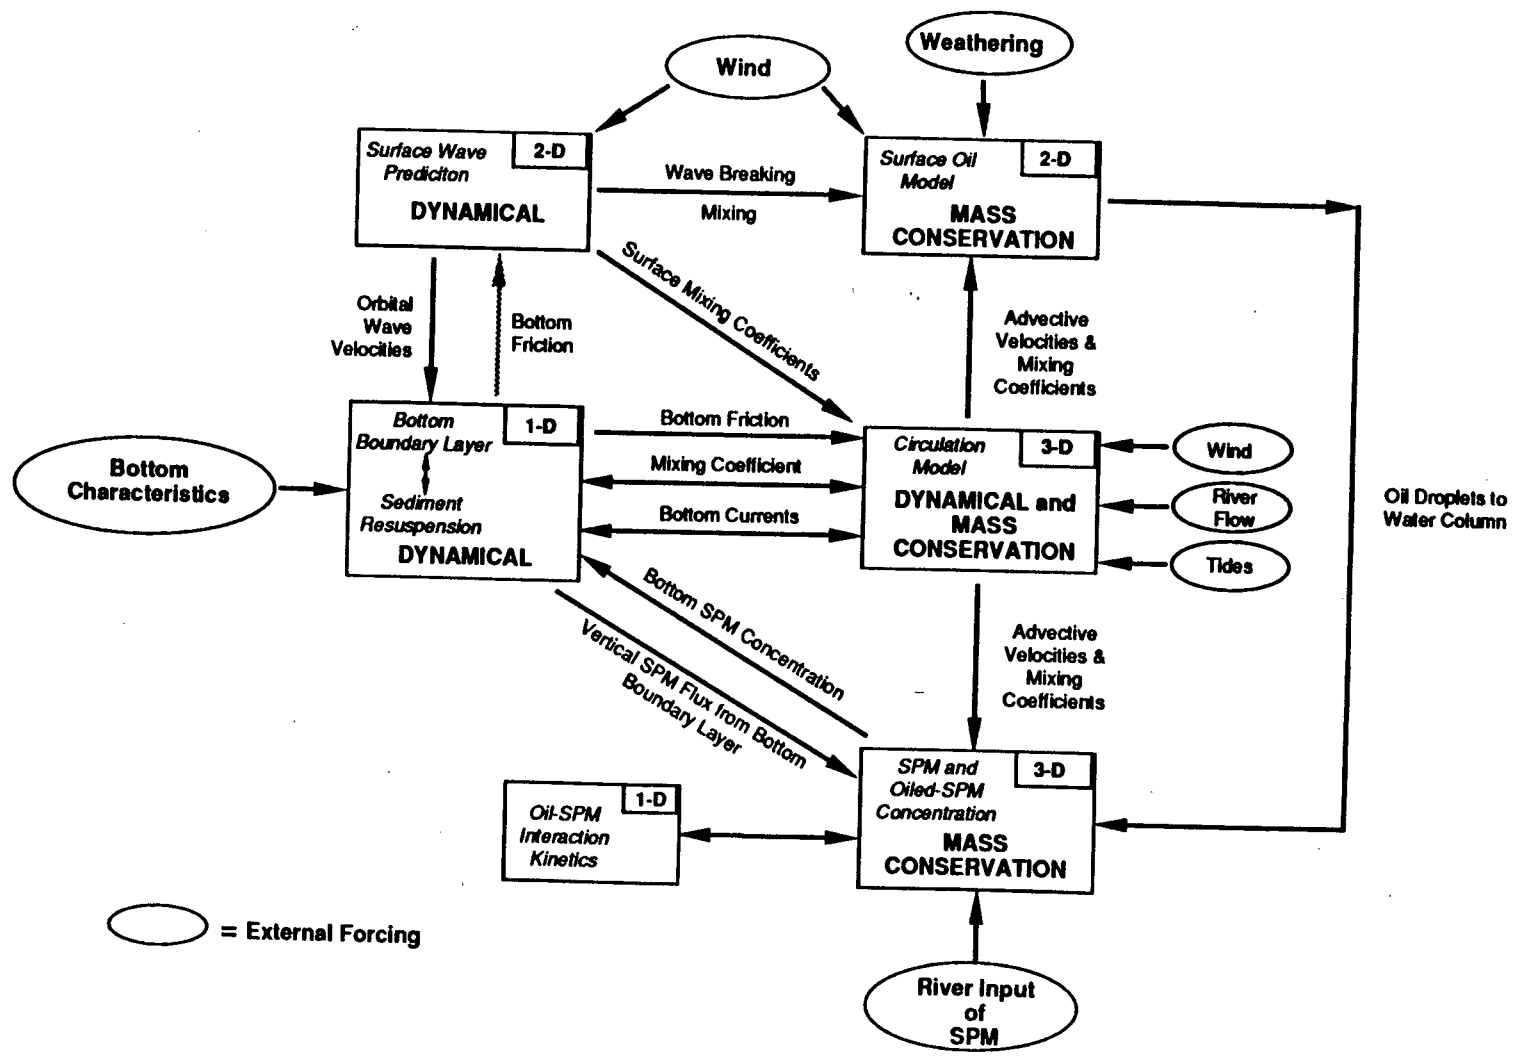 Wind
Weathering
Surface Wave
Prediciton
2-D
DYNAMICAL
Wave Breaking
Mixing
Surface Oil
Model
2-D
MASS
CONSERVATION
Orbital
Wave
Velocities
Bottom
Friction
Surface Mixing Coefficients
Advective
Velocities &
Mixing
Coefficients
Bottom
Characteristics
Bottom
Boundary Layer
1-D
Sediment
Resuspension
DYNAMICAL
Bottom Friction
Mixing Coefficient
Bottom Currents
Circulation
Model
3-D
DYNAMICAL and
MASS
CONSERVATION
Wind
River
Flow
Tides
Oil Droplets to
Water Column
Bottom SPM Concentration
Vertical SPM Flux from Bottom
Boundary Layer
Advective
Velocities &
Mixing
Coefficients
Oil-SPM
Interaction
Kinetics
1-D
SPM and
Oiled-SPM
Concentration
3-D
MASS
CONSERVATION
= External Forcing
River Input
of
SPM